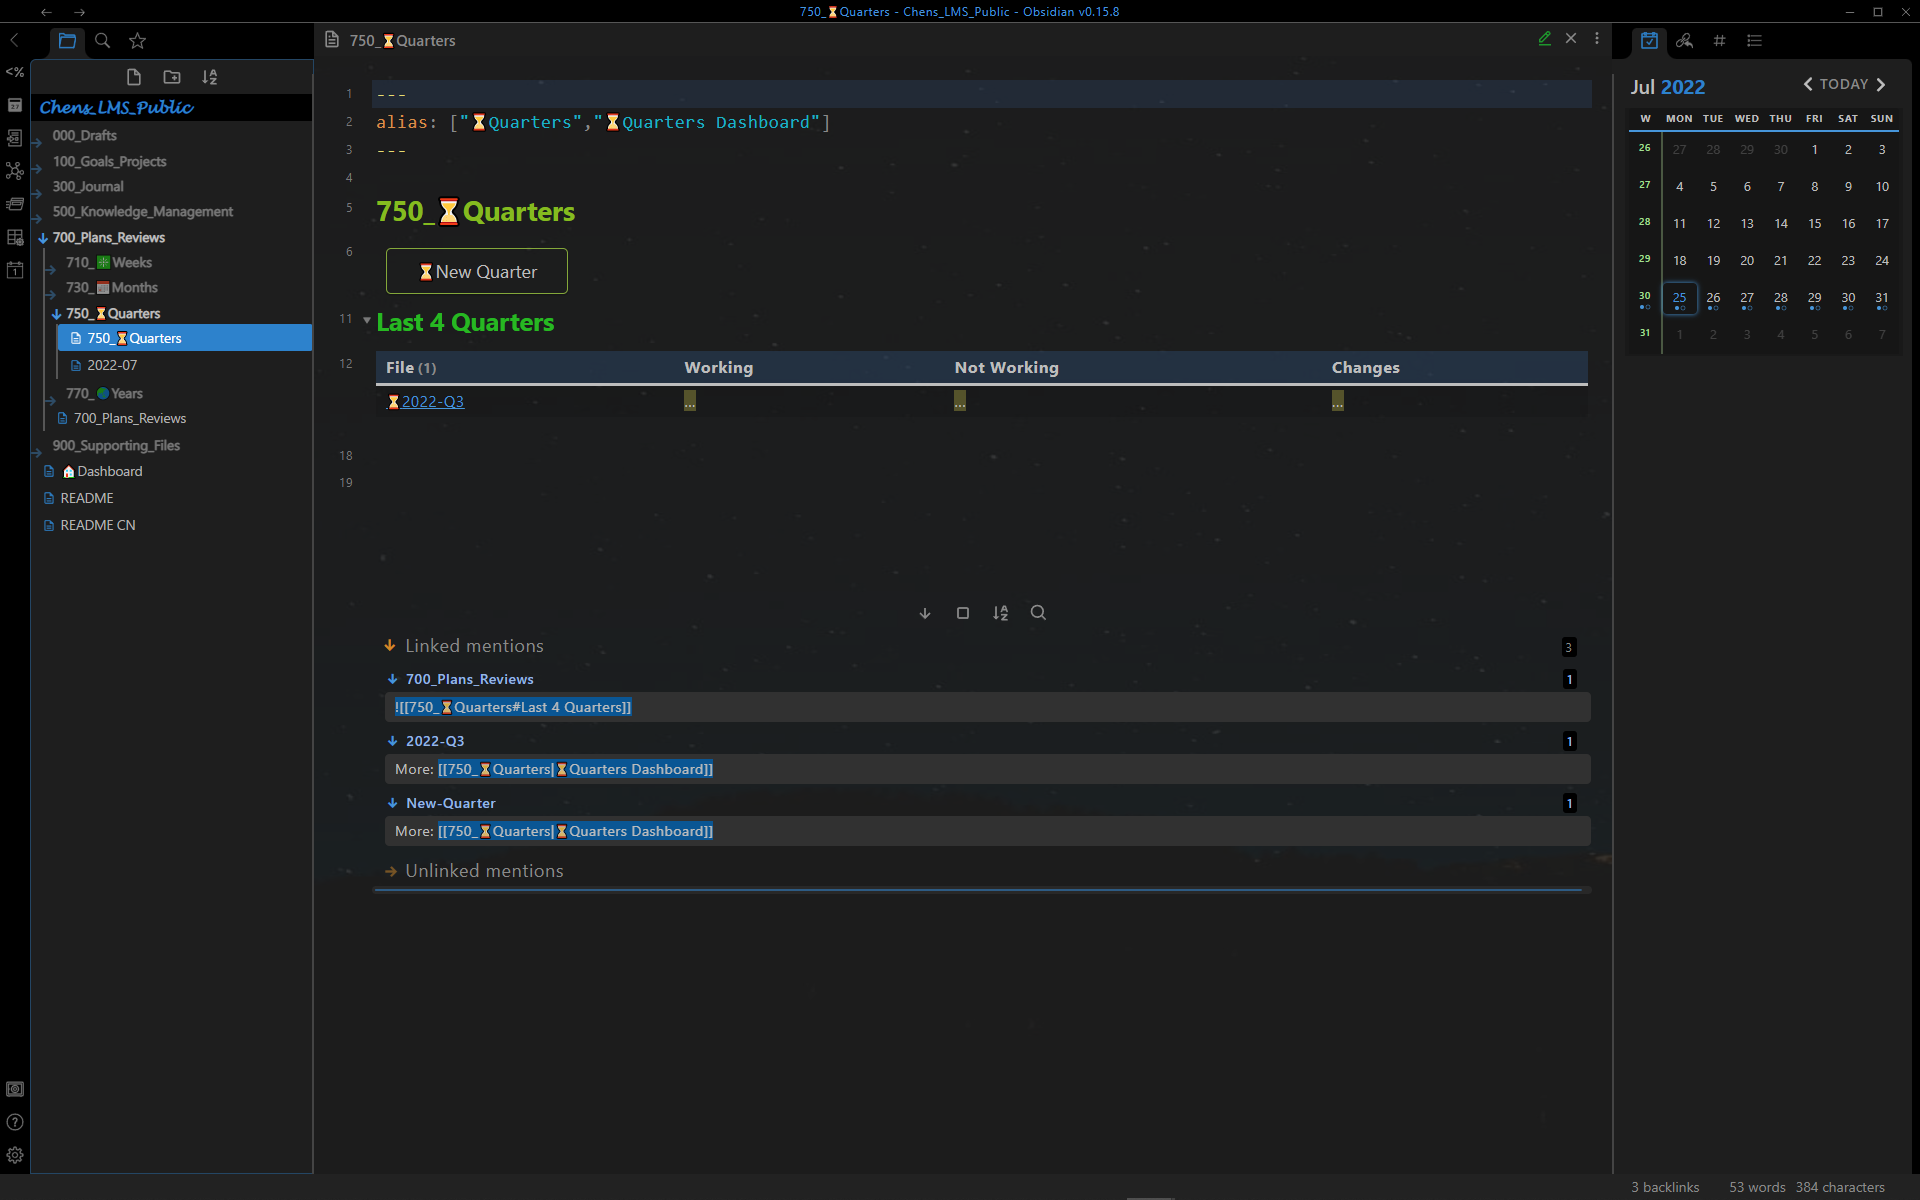 750_⏳Quarters - Chens_LMS_Public - Obsidian v0.15.8
Chens_LMS_Public
000_Drafts
100_Goals_Projects
300_Journal
500_Knowledge_Management
700_Plans_Reviews
710_Weeks
730_Months
750_⏳Quarters
750_⏳Quarters
2022-07
770_Years
700_Plans_Reviews
900_Supporting_Files
🏠Dashboard
README
README CN
750_⏳Quarters
1 ---
2 alias: ["⏳Quarters","⏳Quarters Dashboard"]
3 ---
4
5 750_⏳Quarters
6 ⏳New Quarter
11 Last 4 Quarters
12 File (1) Working Not Working Changes
⏳2022-Q3 ... ... ...
18
19
Linked mentions 3
700_Plans_Reviews 1
![[750_⏳Quarters#Last 4 Quarters]]
2022-Q3 1
More: [[750_⏳Quarters|⏳Quarters Dashboard]]
New-Quarter 1
More: [[750_⏳Quarters|⏳Quarters Dashboard]]
Unlinked mentions
Jul 2022 TODAY
W MON TUE WED THU FRI SAT SUN
26 27 28 29 30 1 2 3
27 4 5 6 7 8 9 10
28 11 12 13 14 15 16 17
29 18 19 20 21 22 23 24
30 25 26 27 28 29 30 31
31 1 2 3 4 5 6 7
3 backlinks 53 words 384 characters